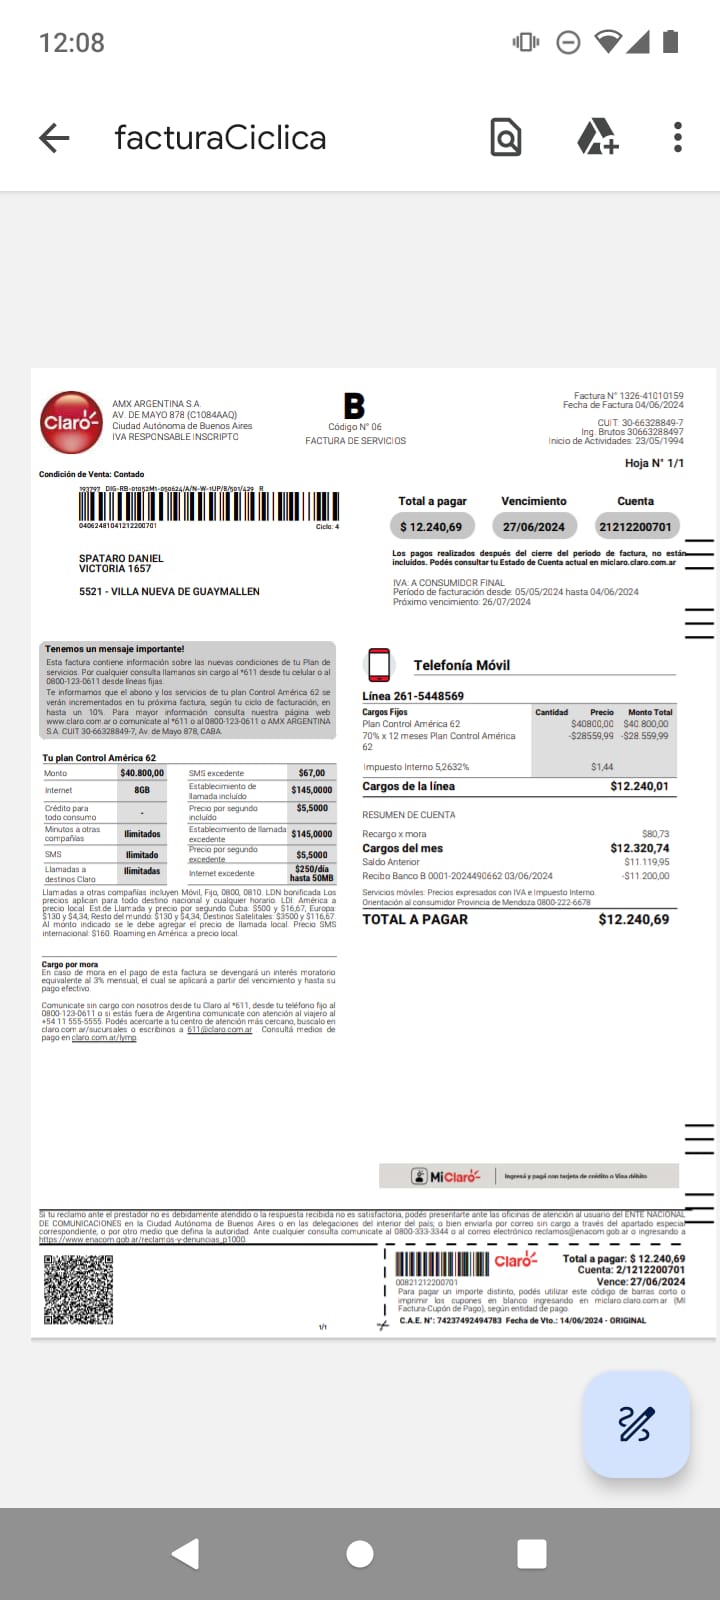 12:08
facturaCiclica
Claro
AMX ARGENTINA S.A.
AV. DE MAYO 878 (C1084AAQ)
Ciudad Autónoma de Buenos Aires
IVA RESPONSABLE INSCRIPTO
B
Código N° 06
FACTURA DE SERVICIOS
Factura N° 1326-41010159
Fecha de Factura 04/06/2024
CUIT: 30-66328849-7
Ing. Brutos 30663288497
Inicio de Actividades: 23/05/1994
Hoja N° 1/1
Condición de Venta: Contado
193797 DIG-RB-01052M1-050624/A/N-W-1UP/B/501/429 R
04062481041212200701
Ciclo: 4
SPATARO DANIEL
VICTORIA 1657
5521 - VILLA NUEVA DE GUAYMALLEN
Total a pagar Vencimiento Cuenta
$ 12.240,69 27/06/2024 21212200701
Los pagos realizados después del cierre del periodo de factura, no están
incluídos. Podés consultar tu Estado de Cuenta actual en miclaro.claro.com.ar
IVA: A CONSUMIDOR FINAL
Período de facturación desde: 05/05/2024 hasta 04/06/2024
Próximo vencimiento: 26/07/2024
Tenemos un mensaje importante!
Esta factura contiene información sobre las nuevas condiciones de tu Plan de
servicios. Por cualquier consulta llamanos sin cargo al *611 desde tu celular o al
0800-123-0611 desde líneas fijas.
Te informamos que el abono y los servicios de tu plan Control América 62 se
verán incrementados en tu próxima factura, según tu ciclo de facturación, en
hasta un 10%. Para mayor información consulta nuestra página web
www.claro.com.ar o comunicate al *611 o al 0800-123-0611 o AMX ARGENTINA
S.A. CUIT 30-66328849-7, Av. de Mayo 878, CABA.
Tu plan Control América 62
Monto $40.800,00 SMS excedente $67,00
Internet 8GB Establecimiento de llamada incluído $145,0000
Crédito para todo consumo - Precio por segundo incluído $5,5000
Minutos a otras compañías Ilimitados Establecimiento de llamada excedente $145,0000
SMS Ilimitado Precio por segundo excedente $5,5000
Llamadas a destinos Claro Ilimitadas Internet excedente $250/día hasta 50MB
Llamadas a otras compañías incluyen Móvil, Fijo, 0800, 0810. LDN bonificada Los
precios aplican para todo destino nacional y cualquier horario. LDI: América a
precio local. Est.de Llamada y precio por segundo Cuba: $500 y $16,67, Europa:
$130 y $4,34, Resto del mundo: $130 y $4,34, Destinos Satelitales: $3500 y $116,67.
Al monto indicado se le debe agregar el precio de llamada local. Precio SMS
internacional: $160. Roaming en América: a precio local.
Cargo por mora
En caso de mora en el pago de esta factura se devengará un interés moratorio
equivalente al 3% mensual, el cual se aplicará a partir del vencimiento y hasta su
pago efectivo.
Comunicate sin cargo con nosotros desde tu Claro al *611, desde tu teléfono fijo al
0800-123-0611 o si estás fuera de Argentina comunicate con atención al viajero al
+54 11 555-5555. Podés acercarte a tu centro de atención más cercano, buscalo en
claro.com.ar/sucursales o escribinos a 611@claro.com.ar . Consultá medios de
pago en claro.com.ar/lymp
Telefonía Móvil
Línea 261-5448569
Cargos Fijos Cantidad Precio Monto Total
Plan Control América 62 $40800,00 $40.800,00
70% x 12 meses Plan Control América -$28559,99 -$28.559,99
62
Impuesto Interno 5,2632% $1,44
Cargos de la línea $12.240,01
RESUMEN DE CUENTA
Recargo x mora $80,73
Cargos del mes $12.320,74
Saldo Anterior $11.119,95
Recibo Banco B 0001-2024490662 03/06/2024 -$11.200,00
Servicios móviles: Precios expresados con IVA e Impuesto Interno.
Orientación al consumidor Provincia de Mendoza 0800-222-6678
TOTAL A PAGAR $12.240,69
MiClaro
Ingresá y pagá con tarjeta de crédito o Visa débito
Si tu reclamo ante el prestador no es debidamente atendido o la respuesta recibida no es satisfactoria, podés presentarte ante las oficinas de atención al usuario del ENTE NACIONAL
DE COMUNICACIONES en la Ciudad Autónoma de Buenos Aires o en las delegaciones del interior del país; o bien enviarla por correo sin cargo a través del apartado especial
correspondiente, o por otro medio que defina la autoridad. Ante cualquier consulta comunicate al 0800-333-3344 o al correo electrónico reclamos@enacom.gob.ar o ingresando a
https://www.enacom.gob.ar/reclamos-y-denuncias_p1000.
Claro
00821212200701
Total a pagar: $ 12.240,69
Cuenta: 2/1212200701
Vence: 27/06/2024
Para pagar un importe distinto, podés utilizar este código de barras corto o
imprimir los cupones en blanco ingresando en miclaro.claro.com.ar (Mi
Factura-Cupón de Pago), según entidad de pago.
C.A.E. N°: 74237492494783 Fecha de Vto.: 14/06/2024 - ORIGINAL
1/1